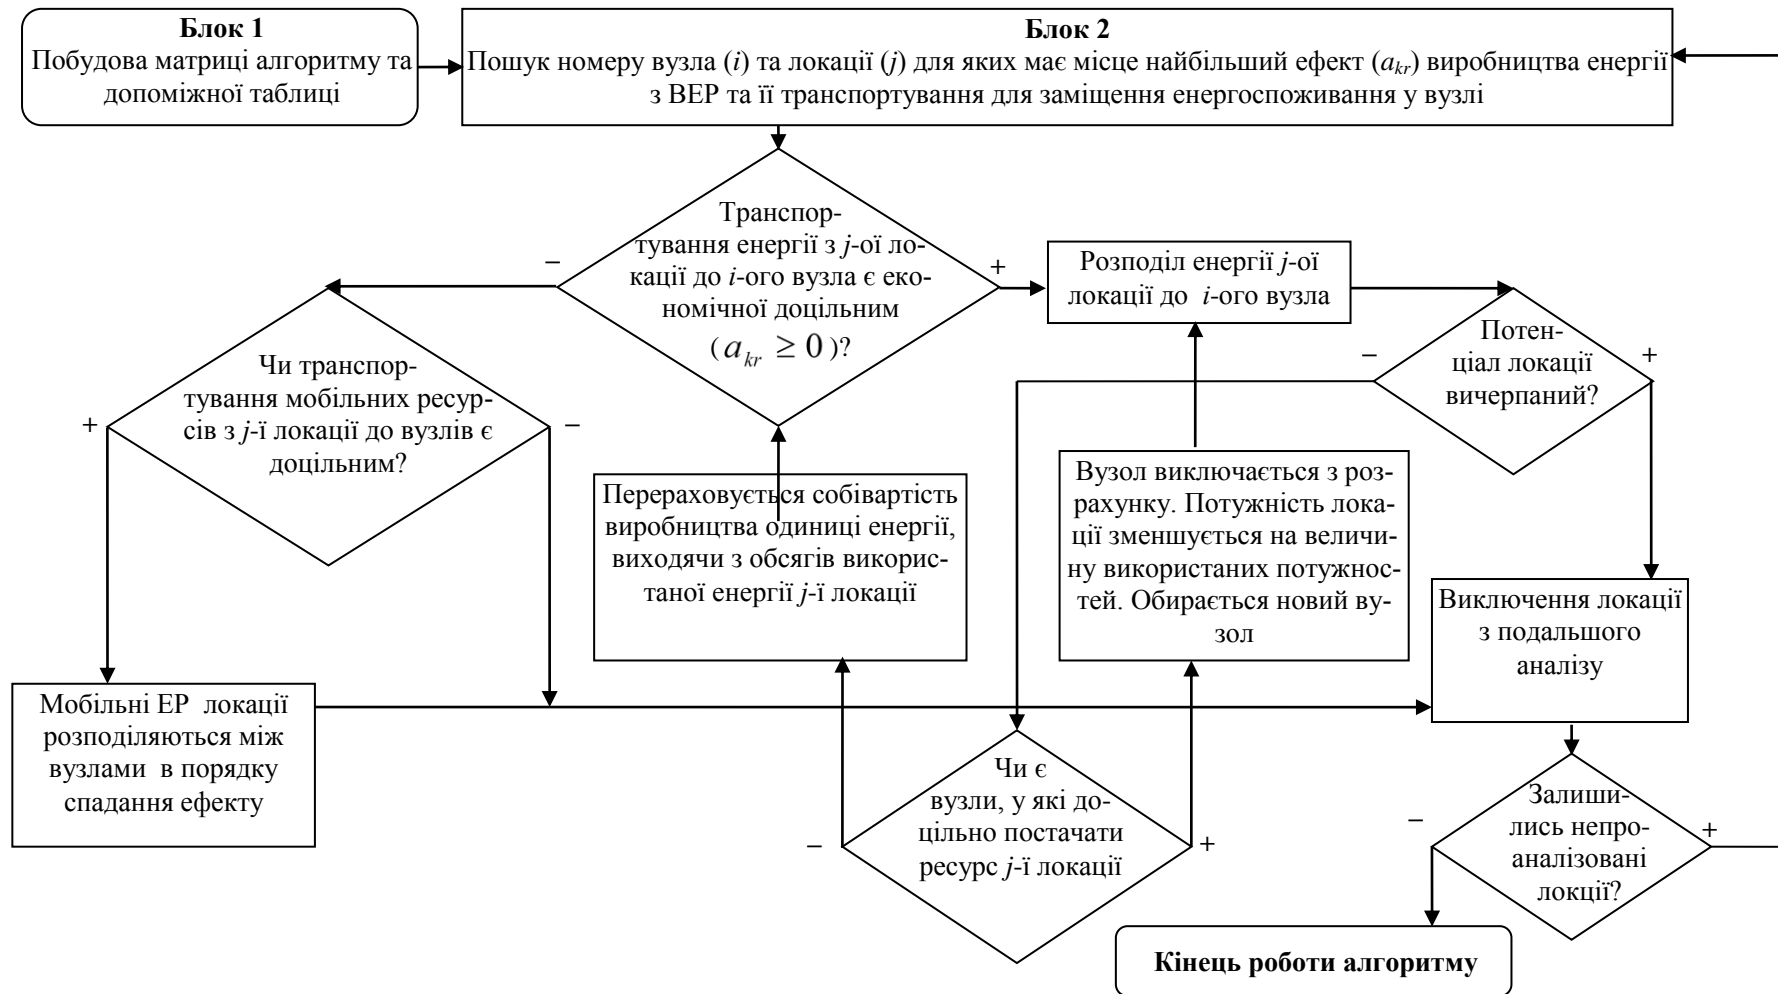 Блок 1
Побудова матриці алгоритму та
допоміжної таблиці
Блок 2
Пошук номеру вузла (i) та локації (j) для яких має місце найбільший ефект (akr) виробництва енергії
з ВЕР та її транспортування для заміщення енергоспоживання у вузлі
Транспор-
тування енергії з j-ої ло-
кації до i-ого вузла є еко-
номічної доцільним
(akr ≥ 0)?
–
+
Розподіл енергії j-ої
локації до i-ого вузла
Потен-
ціал локації
вичерпаний?
–
+
Чи транспор-
тування мобільних ресур-
сів з j-ї локації до вузлів є
доцільним?
+
–
Перераховується собівартість
виробництва одиниці енергії,
виходячи з обсягів викорис-
таної енергії j-ї локації
Вузол виключається з роз-
рахунку. Потужність лока-
ції зменшується на величи-
ну використаних потужнос-
тей. Обирається новий ву-
зол
Виключення локації
з подальшого
аналізу
Мобільні ЕР локації
розподіляються між
вузлами в порядку
спадання ефекту
Чи є
вузли, у які до-
цільно постачати
ресурс j-ї локації
–
+
Залиши-
лись непро-
аналізовані
локції?
–
+
Кінець роботи алгоритму